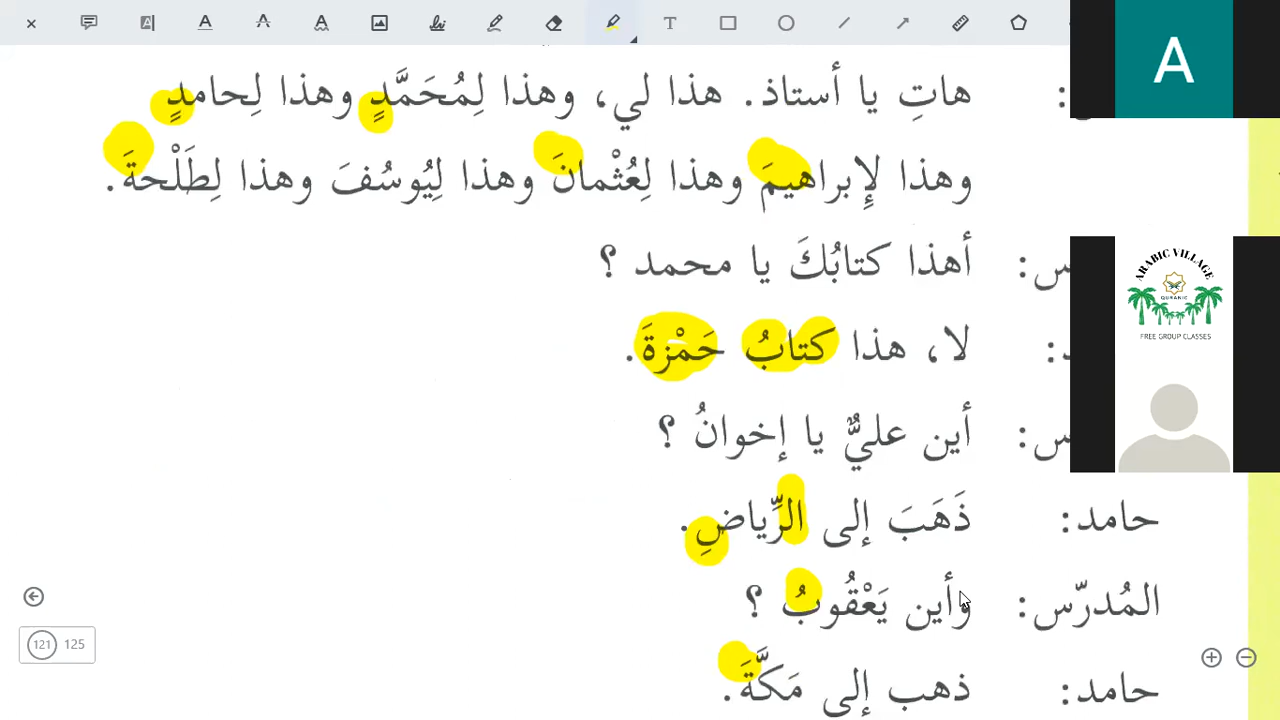 هاتِ يا أستاذ. هذا لي، وهذا لِمُحَمَّدٍ وهذا لِحامدٍ
وهذا لإِبراهيمَ وهذا لِعُثْمانَ وهذا لِيُوسُفَ وهذا لِطَلْحةَ.
أهذا كتابُكَ يا محمد ؟
لا، هذا كتابُ حَمْزةَ.
أين عليٌّ يا إخوانُ ؟
حامد: ذَهَبَ إلى الرِّياضِ.
المُدرّس: وأين يَعْقُوبُ ؟
حامد: ذهب إلى مَكَّةَ.
A
ARABIC VILLAGE
QURANIC
FREE GROUP CLASSES
121 125